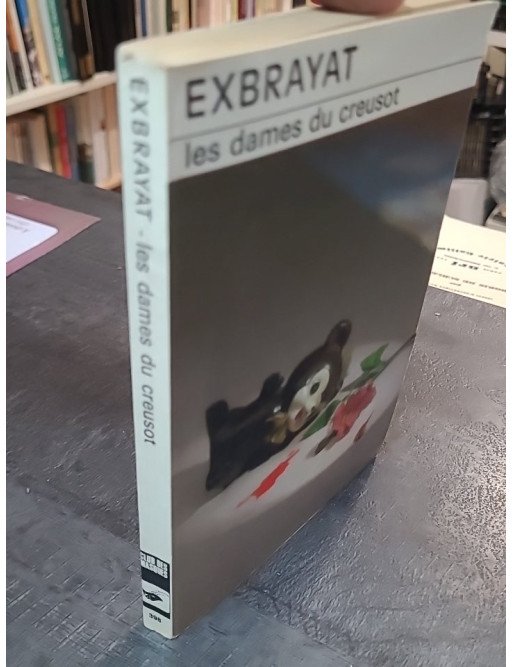 EXBRAYAT
les dames du creusot
EXBRAYAT - les dames du creusot